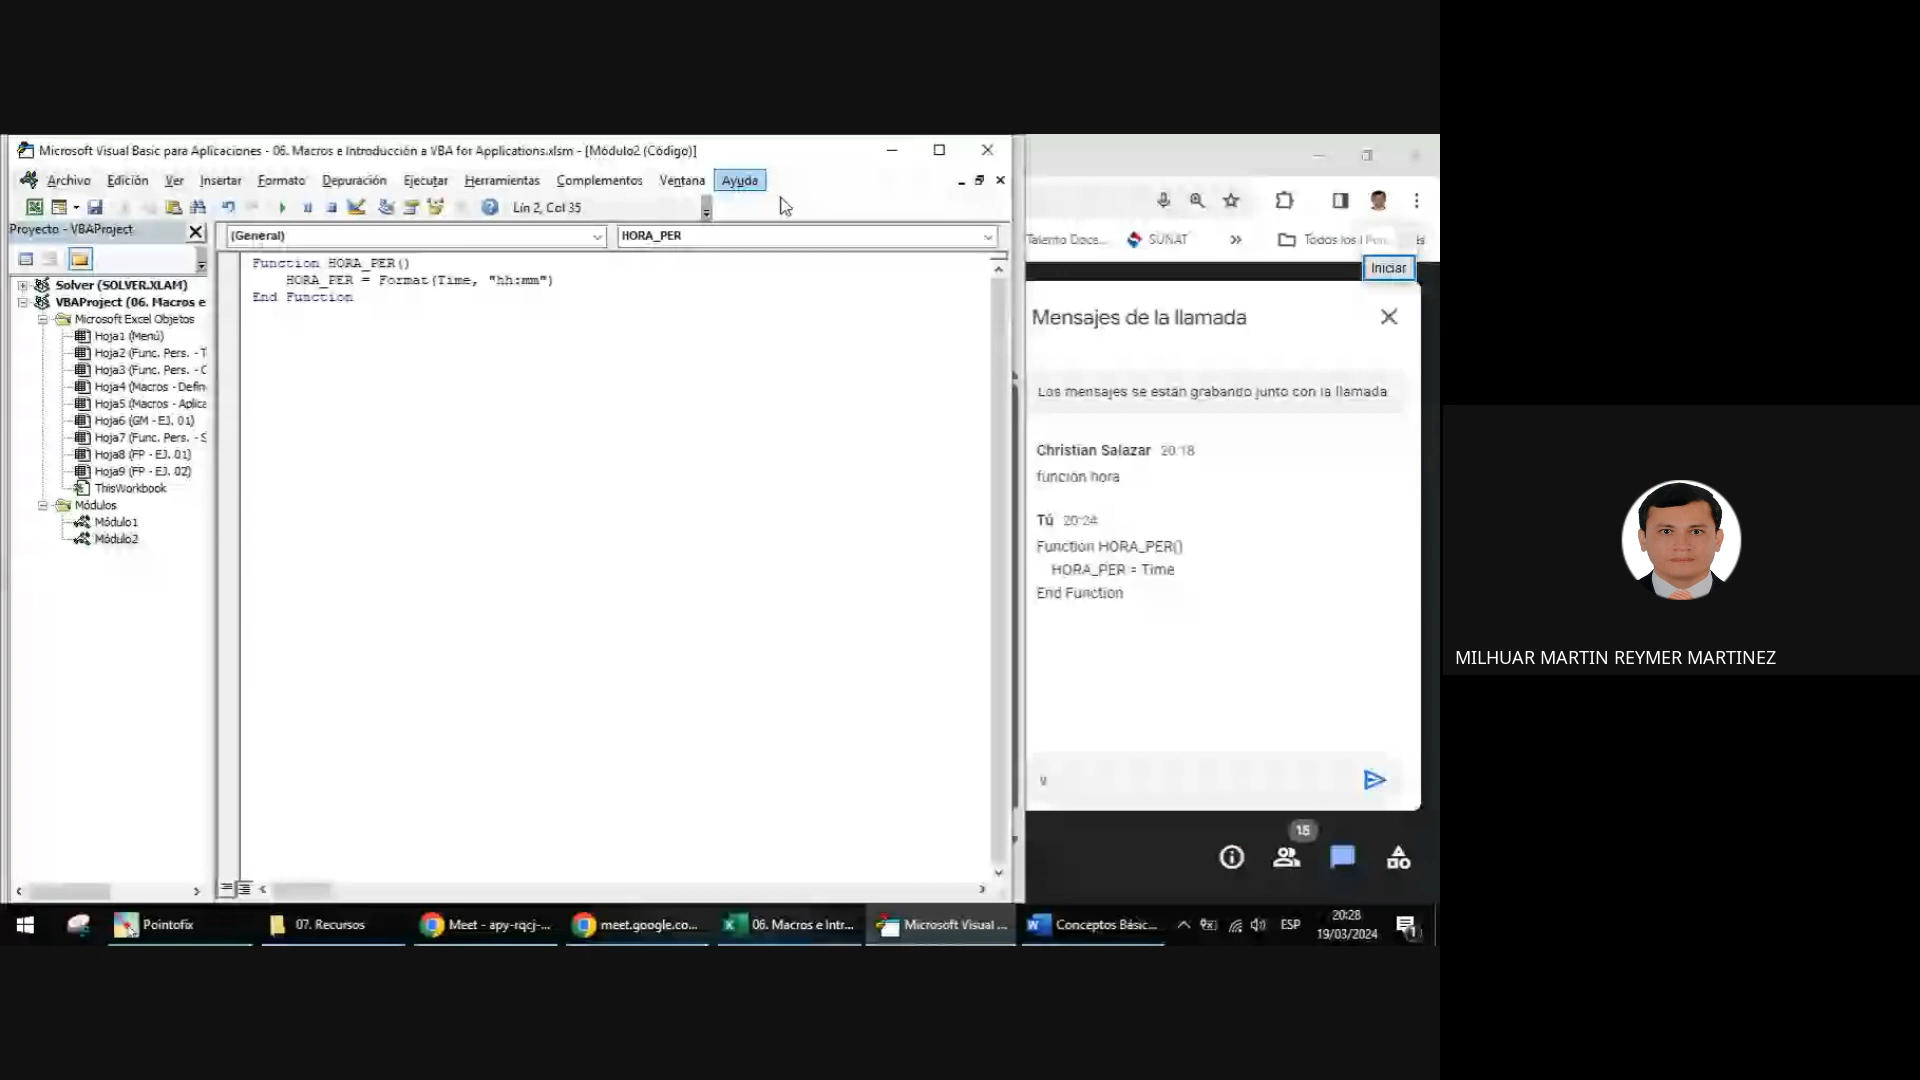 Microsoft Visual Basic para Aplicaciones - 06. Macros e Introducción a VBA for Applications.xlsm - [Módulo2 (Código)]
Archivo Edición Ver Insertar Formato Depuración Ejecutar Herramientas Complementos Ventana Ayuda
Lín 2, Col 35
Proyecto - VBAProject
(General) HORA_PER
Solver (SOLVER.XLAM)
VBAProject (06. Macros e
Microsoft Excel Objetos
Hoja1 (Menú)
Hoja2 (Func. Pers. - T
Hoja3 (Func. Pers. - C
Hoja4 (Macros - Defin
Hoja5 (Macros - Aplica
Hoja6 (GM - EJ. 01)
Hoja7 (Func. Pers. - S
Hoja8 (FP - EJ. 01)
Hoja9 (FP - EJ. 02)
ThisWorkbook
Módulos
Módulo1
Módulo2
Function HORA_PER()
HORA_PER = Format(Time, "hh:mm")
End Function
Talento Doce... SUNAT » Todos los
Iniciar
Mensajes de la llamada
Los mensajes se están grabando junto con la llamada
Christian Salazar 20:18
función hora
Tú 20:24
Function HORA_PER()
HORA_PER = Time
End Function
15
MILHUAR MARTIN REYMER MARTINEZ
Pointofix
07. Recursos
Meet - apy-rqcj-...
meet.google.co...
06. Macros e Intr...
Microsoft Visual ...
Conceptos Básic...
ESP
20:28
19/03/2024
1